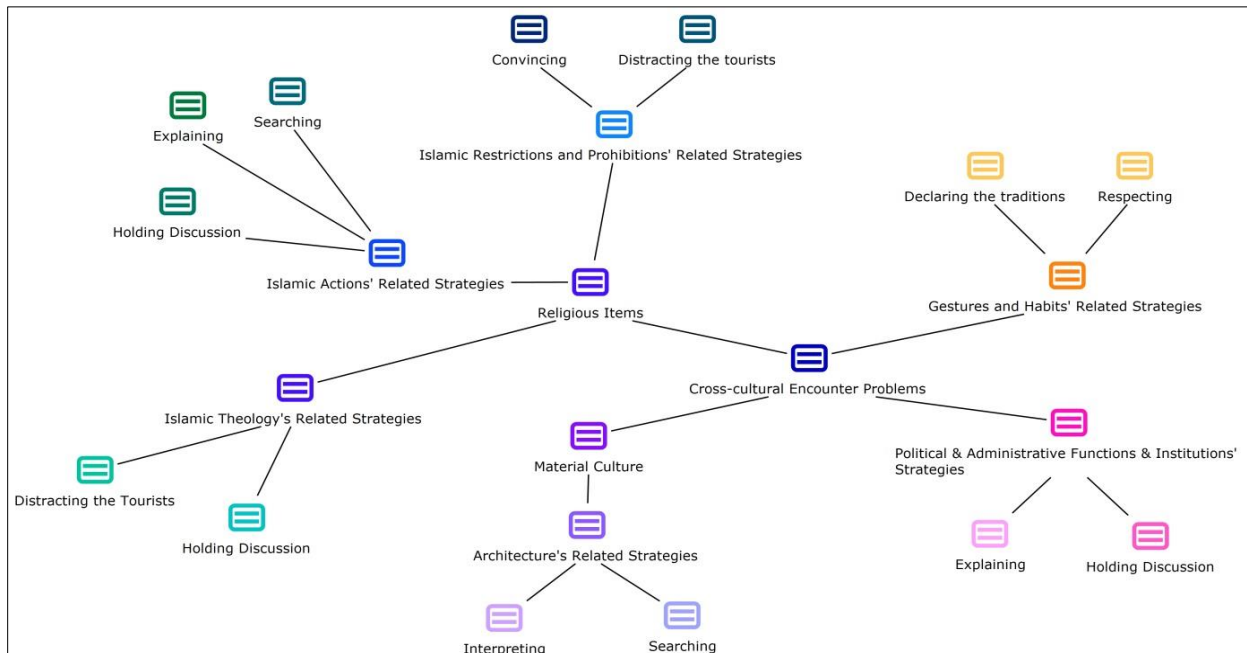 Convincing
Distracting the tourists
Searching
Explaining
Islamic Restrictions and Prohibitions' Related Strategies
Declaring the traditions
Respecting
Holding Discussion
Islamic Actions' Related Strategies
Religious Items
Gestures and Habits' Related Strategies
Cross-cultural Encounter Problems
Islamic Theology's Related Strategies
Material Culture
Political & Administrative Functions & Institutions'
Strategies
Distracting the Tourists
Holding Discussion
Architecture's Related Strategies
Explaining
Holding Discussion
Interpreting
Searching